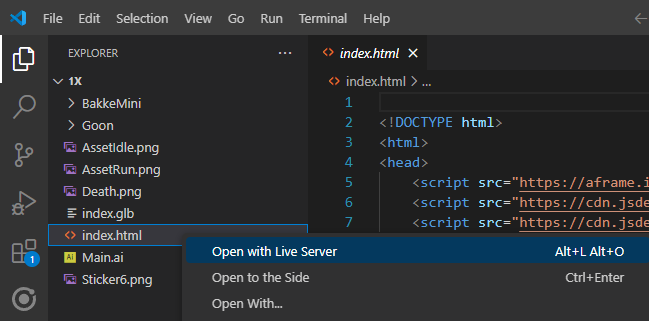 File Edit Selection View Go Run Terminal Help
EXPLORER ...
index.html
1X
index.html > ...
BakkeMini
Goon
AssetIdle.png
AssetRun.png
Death.png
index.glb
index.html
Main.ai
Sticker6.png
1
2 <!DOCTYPE html>
3 <html>
4 <head>
5 <script src="https://aframe.i
6 <script src="https://cdn.jsde
7 <script src="https://cdn.jsde
Open with Live Server Alt+L Alt+O
Open to the Side Ctrl+Enter
Open With...
1
Ai